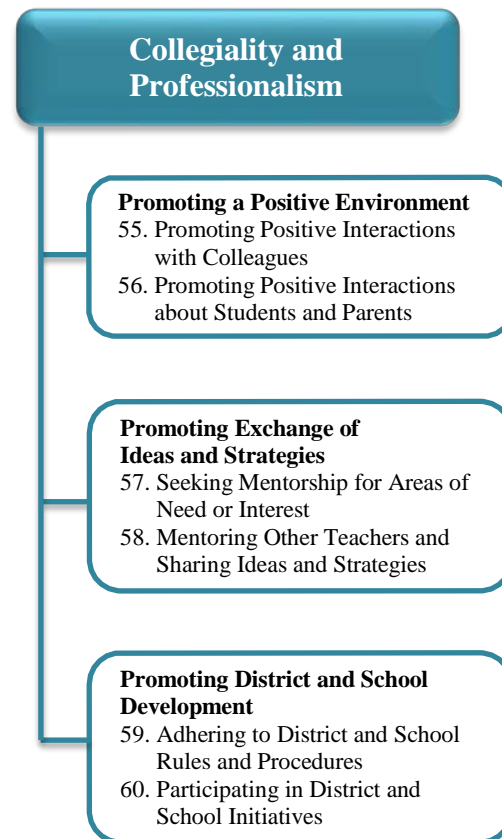 Collegiality and
Professionalism
Promoting a Positive Environment
55. Promoting Positive Interactions
with Colleagues
56. Promoting Positive Interactions
about Students and Parents
Promoting Exchange of
Ideas and Strategies
57. Seeking Mentorship for Areas of
Need or Interest
58. Mentoring Other Teachers and
Sharing Ideas and Strategies
Promoting District and School
Development
59. Adhering to District and School
Rules and Procedures
60. Participating in District and
School Initiatives